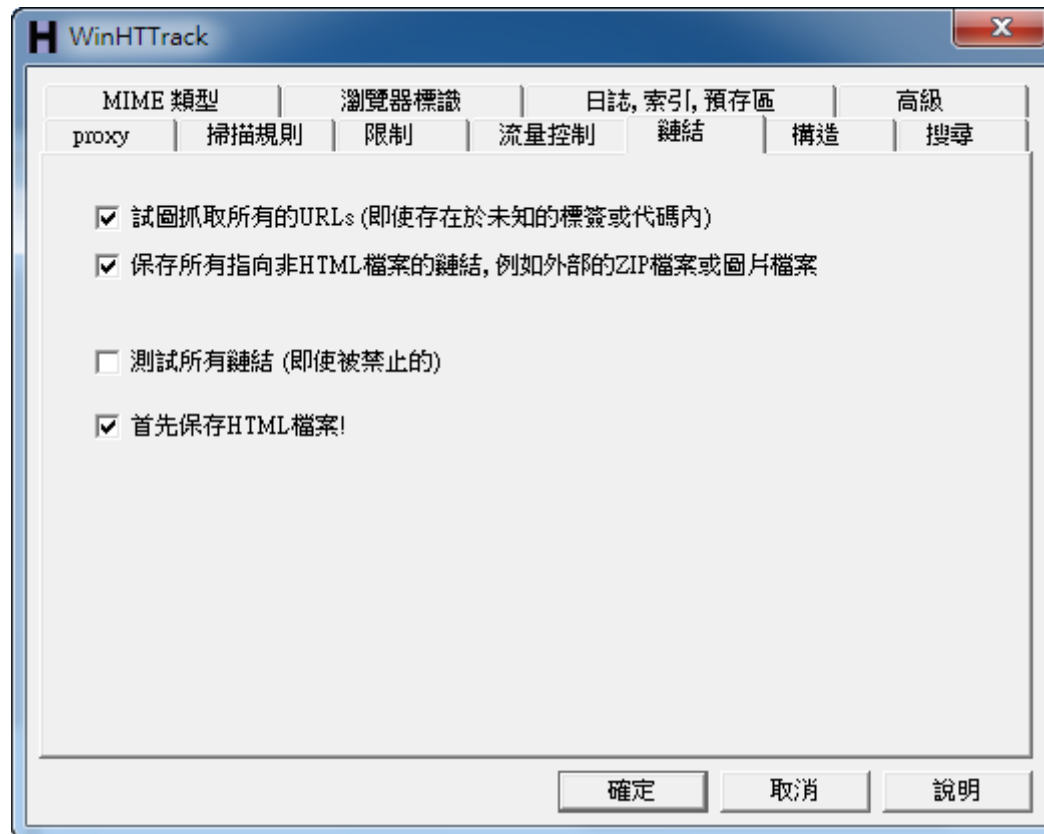 WinHTTrack
MIME 類型 瀏覽器標識 日誌, 索引, 預存區 高級
proxy 掃描規則 限制 流量控制 鏈結 構造 搜尋
試圖抓取所有的URLs (即使存在於未知的標簽或代碼內)
保存所有指向非HTML檔案的鏈結, 例如外部的ZIP檔案或圖片檔案
測試所有鏈結 (即使被禁止的)
首先保存HTML檔案!
確定 取消 說明